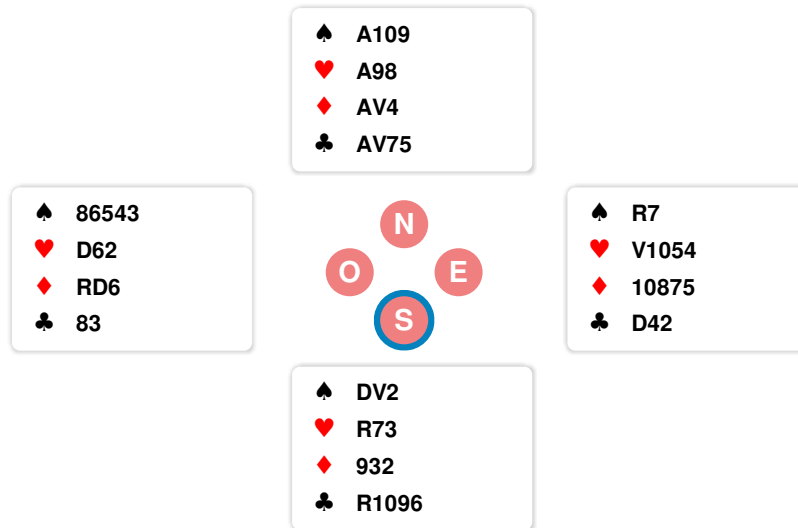 ♠ A109
♥ A98
♦ AV4
♣ AV75
♠ 86543
♥ D62
♦ RD6
♣ 83
N
O E
S
♠ R7
♥ V1054
♦ 10875
♣ D42
♠ DV2
♥ R73
♦ 932
♣ R1096